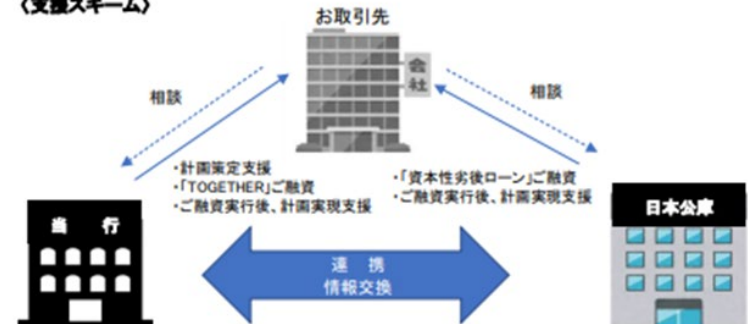 〈支援スキーム〉
お取引先
会社
相談
相談
・計画策定支援
・「TOGETHER」ご融資
・ご融資実行後、計画実現支援
・「資本性劣後ローン」ご融資
・ご融資実行後、計画実現支援
当 行
日本公庫
連 携
情報交換